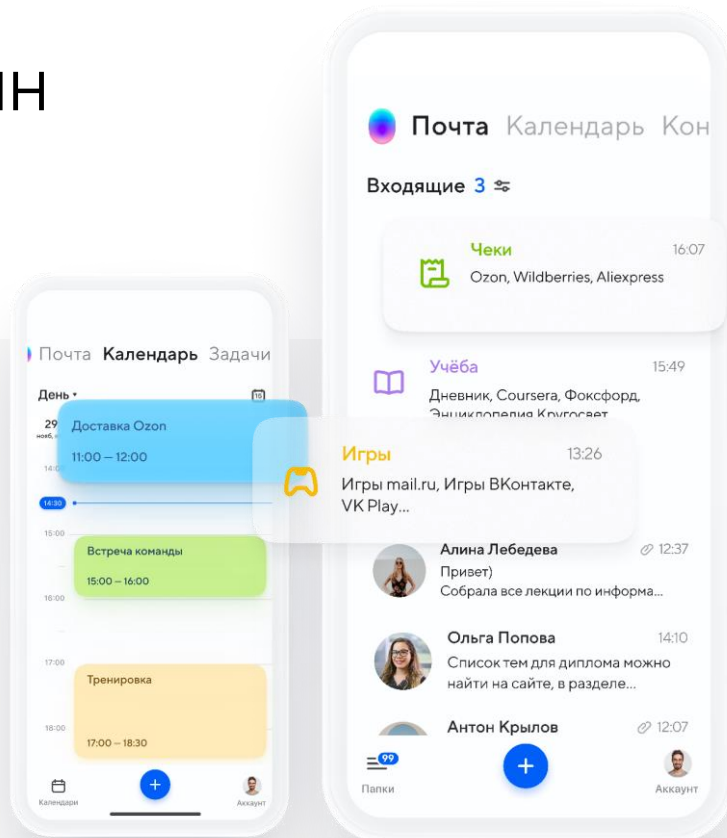 Почта Календарь Кон
Входящие 3
Чеки 16:07
Ozon, Wildberries, Aliexpress
Учёба 15:49
Дневник, Coursera, Фоксфорд,
Энциклопедия Кругосвет
Игры 13:26
Игры mail.ru, Игры ВКонтакте,
VK Play...
Алина Лебедева 12:37
Привет)
Собрала все лекции по информа...
Ольга Попова 14:10
Список тем для диплома можно
найти на сайте, в разделе...
Антон Крылов 12:07
99
Папки
Аккаунт
Почта Календарь Задачи
День
29
Доставка Ozon
11:00 – 12:00
14:30
15:00
Встреча команды
15:00 – 16:00
16:00
17:00
Тренировка
18:00
17:00 – 18:30
Календари
Аккаунт